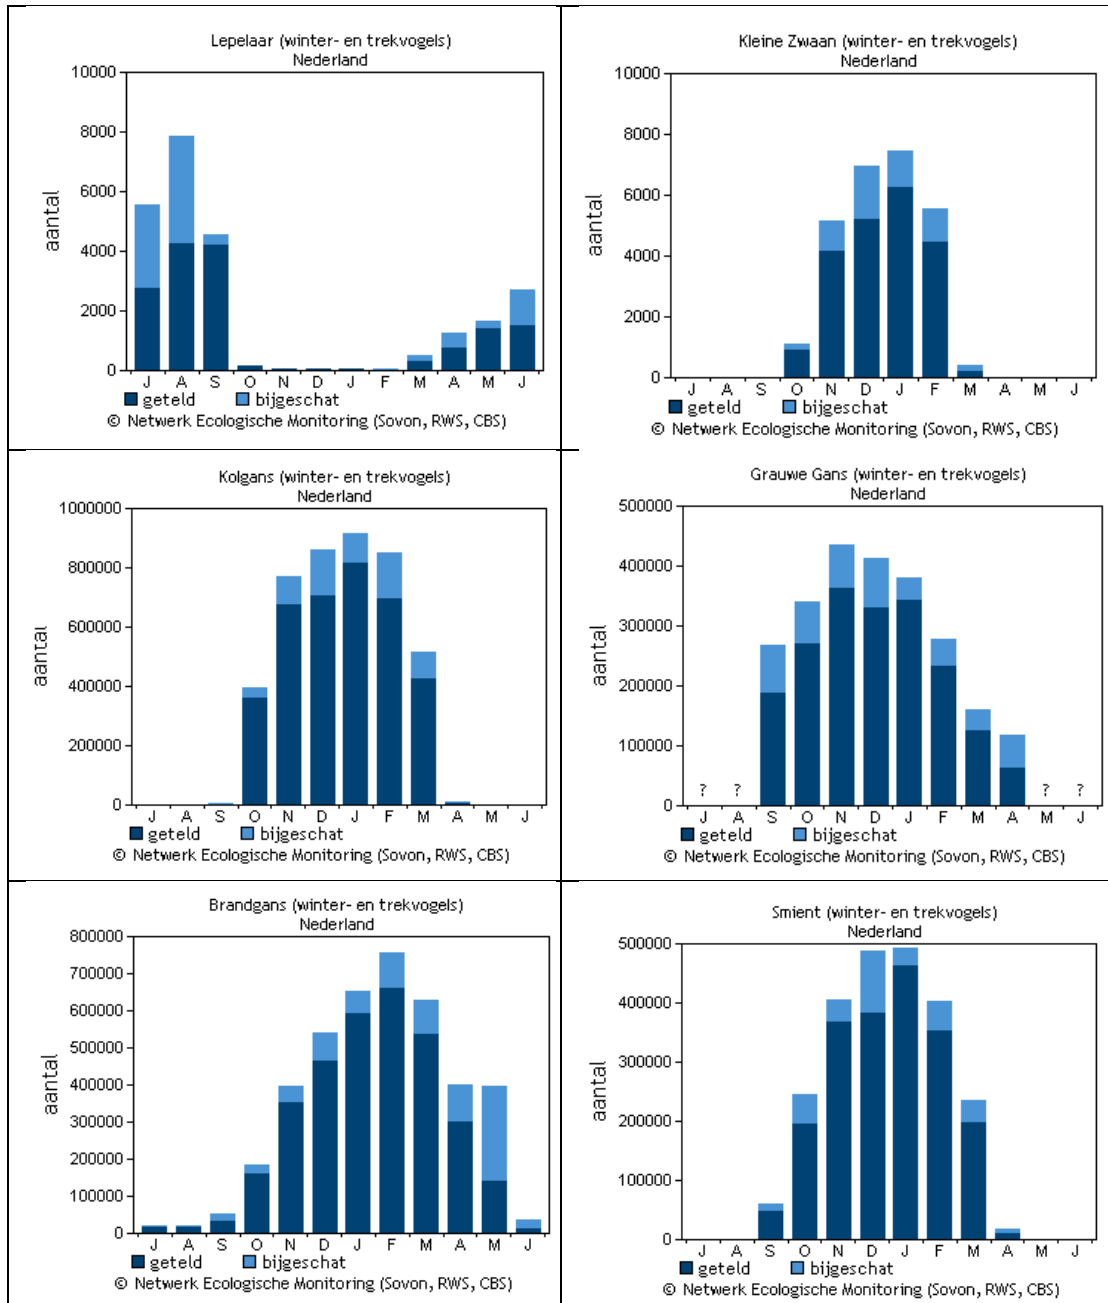 Lepelaar (winter- en trekvogels)
Nederland
10000
8000
6000
4000
2000
0
aantal
J A S O N D J F M A M J
geteld bijgeschat
© Netwerk Ecologische Monitoring (Sovon, RWS, CBS)
Kleine Zwaan (winter- en trekvogels)
Nederland
10000
8000
6000
4000
2000
0
aantal
J A S O N D J F M A M J
geteld bijgeschat
© Netwerk Ecologische Monitoring (Sovon, RWS, CBS)
Kolgans (winter- en trekvogels)
Nederland
1000000
800000
600000
400000
200000
0
aantal
J A S O N D J F M A M J
geteld bijgeschat
© Netwerk Ecologische Monitoring (Sovon, RWS, CBS)
Grauwe Gans (winter- en trekvogels)
Nederland
500000
400000
300000
200000
100000
0
aantal
? ? ? ?
J A S O N D J F M A M J
geteld bijgeschat
© Netwerk Ecologische Monitoring (Sovon, RWS, CBS)
Brandgans (winter- en trekvogels)
Nederland
800000
700000
600000
500000
400000
300000
200000
100000
0
aantal
J A S O N D J F M A M J
geteld bijgeschat
© Netwerk Ecologische Monitoring (Sovon, RWS, CBS)
Smient (winter- en trekvogels)
Nederland
500000
400000
300000
200000
100000
0
aantal
J A S O N D J F M A M J
geteld bijgeschat
© Netwerk Ecologische Monitoring (Sovon, RWS, CBS)